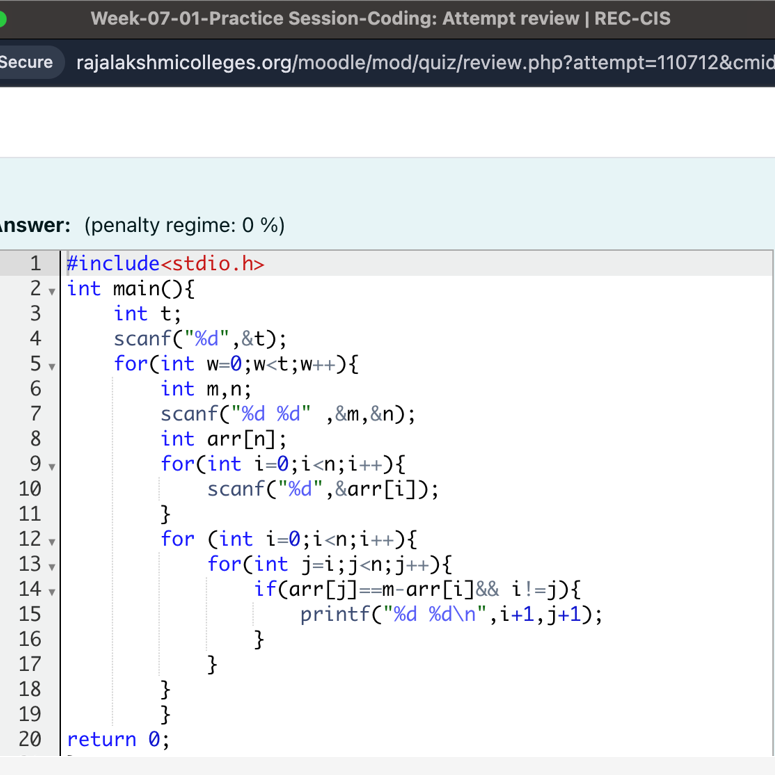 Week-07-01-Practice Session-Coding: Attempt review | REC-CIS
Secure rajalakshmicolleges.org/moodle/mod/quiz/review.php?attempt=110712&cmid
Answer: (penalty regime: 0 %)
1 #include<stdio.h>
2 int main(){
3 int t;
4 scanf("%d",&t);
5 for(int w=0;w<t;w++){
6 int m,n;
7 scanf("%d %d" ,&m,&n);
8 int arr[n];
9 for(int i=0;i<n;i++){
10 scanf("%d",&arr[i]);
11 }
12 for (int i=0;i<n;i++){
13 for(int j=i;j<n;j++){
14 if(arr[j]==m-arr[i]&& i!=j){
15 printf("%d %d\n",i+1,j+1);
16 }
17 }
18 }
19 }
20 return 0;